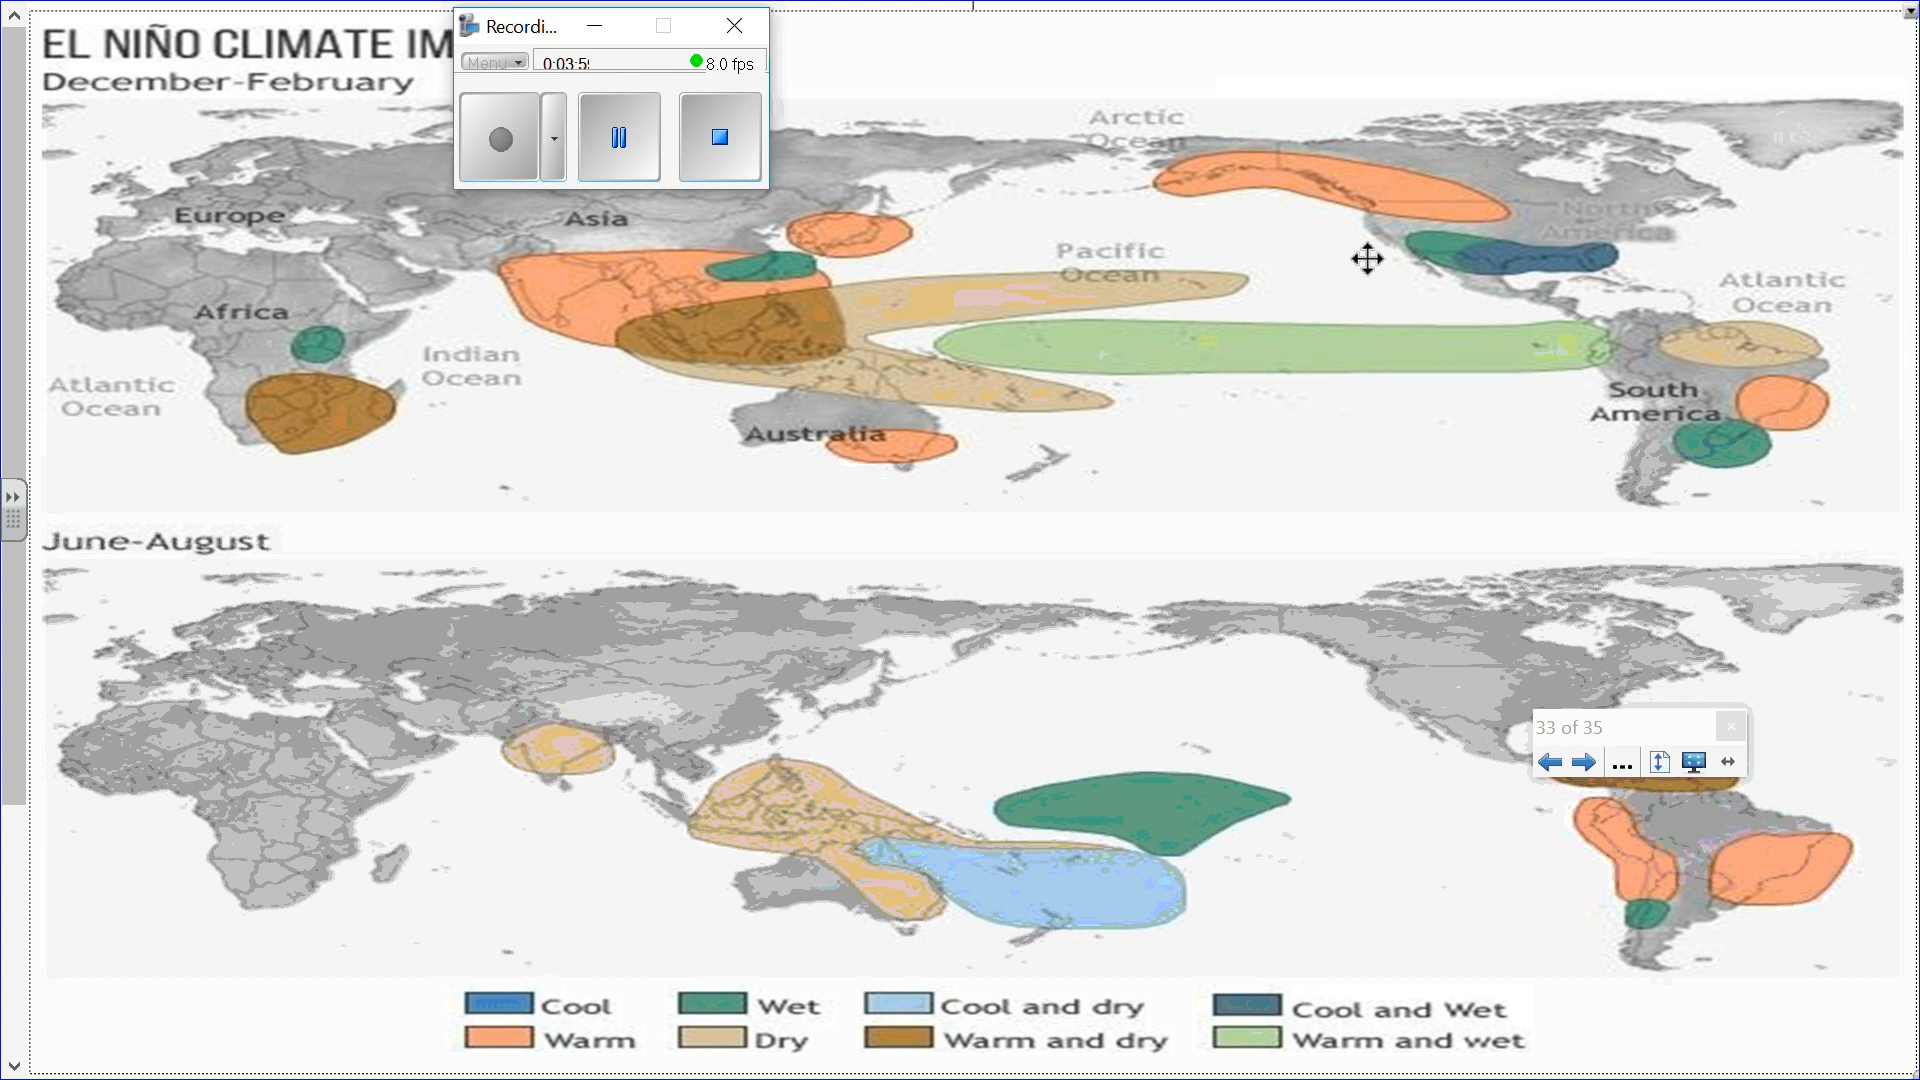 EL NIÑO CLIMATE IM
December-February
Recordi...
Menu
0:03:5
8.0 fps
Arctic
Ocean
Europe
Asia
North
America
Pacific
Ocean
Atlantic
Ocean
Africa
Indian
Ocean
Atlantic
Ocean
South
America
Australia
June-August
33 of 35
Cool
Wet
Cool and dry
Cool and Wet
Warm
Dry
Warm and dry
Warm and wet